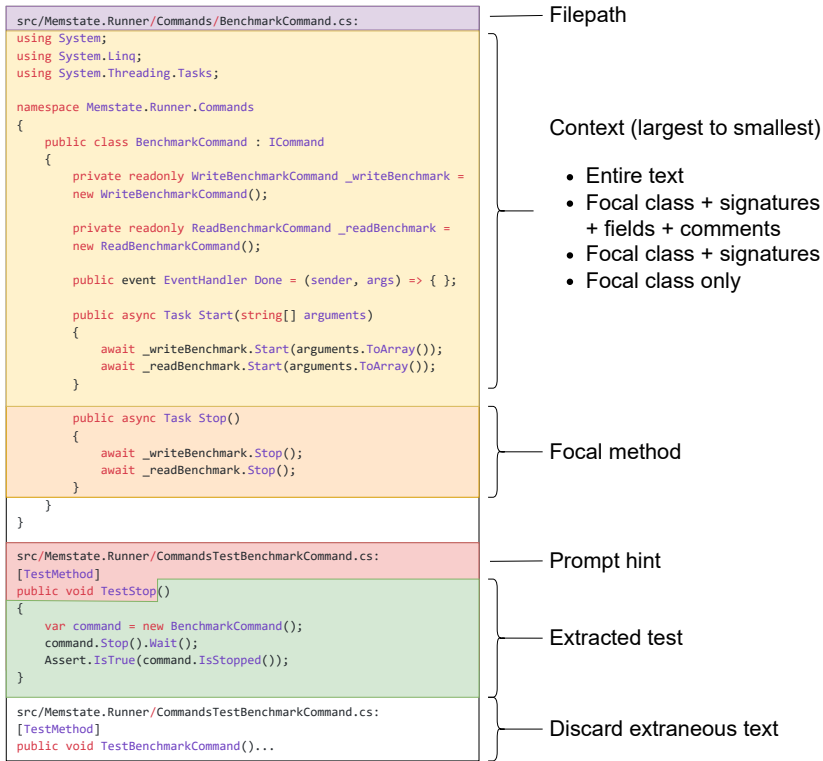 src/Memstate.Runner/Commands/BenchmarkCommand.cs:
using System;
using System.Linq;
using System.Threading.Tasks;
namespace Memstate.Runner.Commands
{
    public class BenchmarkCommand : ICommand
    {
        private readonly WriteBenchmarkCommand _writeBenchmark =
        new WriteBenchmarkCommand();
        private readonly ReadBenchmarkCommand _readBenchmark =
        new ReadBenchmarkCommand();
        public event EventHandler Done = (sender, args) => { };
        public async Task Start(string[] arguments)
        {
            await _writeBenchmark.Start(arguments.ToArray());
            await _readBenchmark.Start(arguments.ToArray());
        }
        public async Task Stop()
        {
            await _writeBenchmark.Stop();
            await _readBenchmark.Stop();
        }
    }
}
src/Memstate.Runner/CommandsTestBenchmarkCommand.cs:
[TestMethod]
public void TestStop()
{
    var command = new BenchmarkCommand();
    command.Stop().Wait();
    Assert.IsTrue(command.IsStopped());
}
src/Memstate.Runner/CommandsTestBenchmarkCommand.cs:
[TestMethod]
public void TestBenchmarkCommand()...
Filepath
Context (largest to smallest)
• Entire text
• Focal class + signatures
+ fields + comments
• Focal class + signatures
• Focal class only
Focal method
Prompt hint
Extracted test
Discard extraneous text